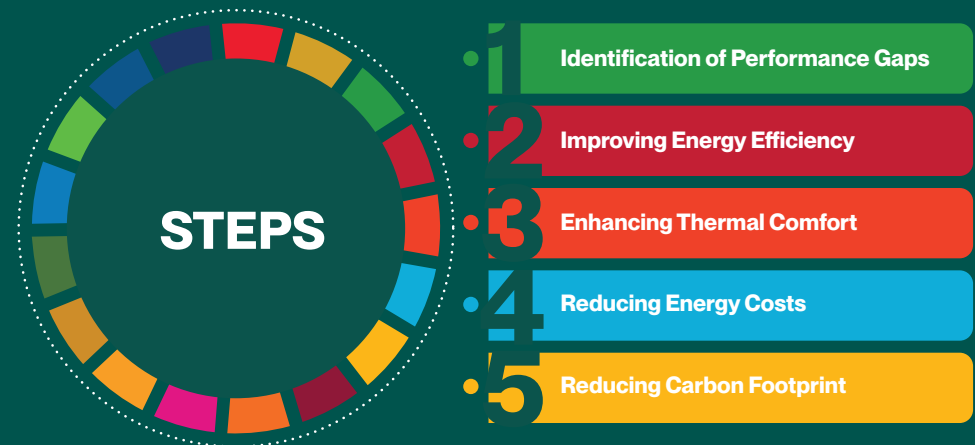 STEPS
1 Identification of Performance Gaps
2 Improving Energy Efficiency
3 Enhancing Thermal Comfort
4 Reducing Energy Costs
5 Reducing Carbon Footprint